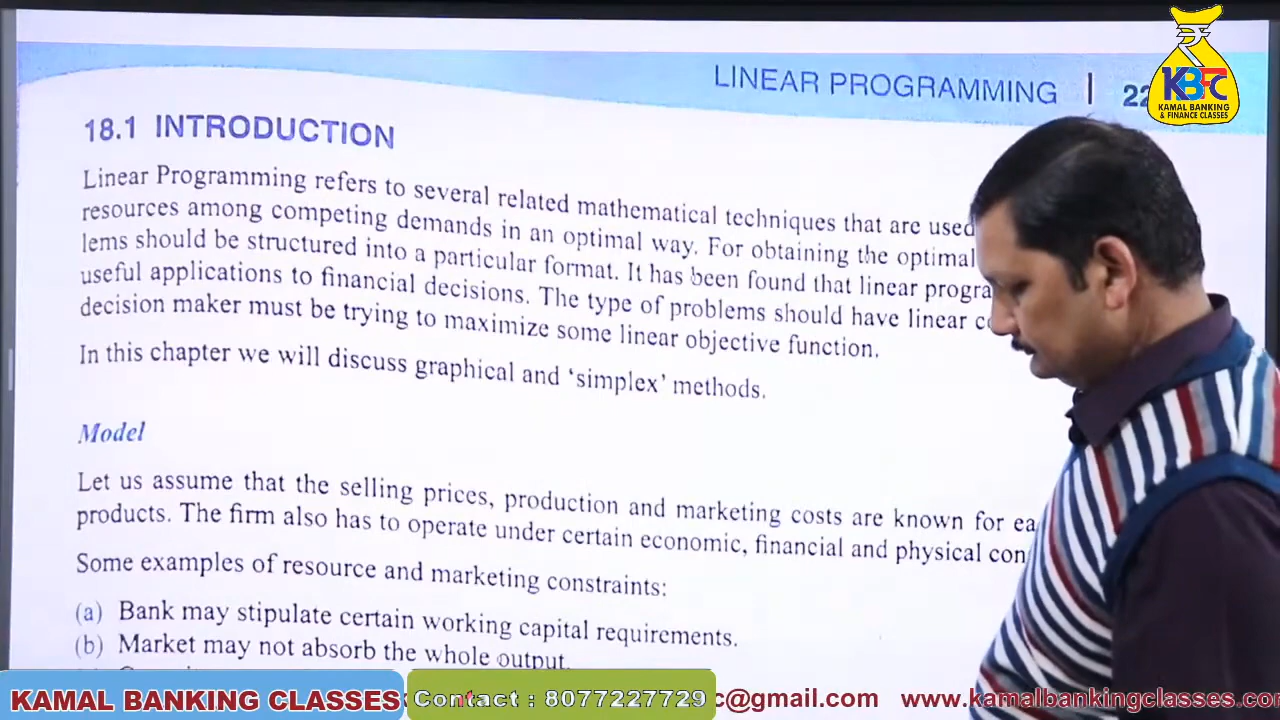 LINEAR PROGRAMMING | 22
KBFC
KAMAL BANKING
& FINANCE CLASSES
18.1 INTRODUCTION
Linear Programming refers to several related mathematical techniques that are used
resources among competing demands in an optimal way. For obtaining the optimal
lems should be structured into a particular format. It has been found that linear progra
useful applications to financial decisions. The type of problems should have linear c
decision maker must be trying to maximize some linear objective function.
In this chapter we will discuss graphical and ‘simplex’ methods.
Model
Let us assume that the selling prices, production and marketing costs are known for ea
products. The firm also has to operate under certain economic, financial and physical con
Some examples of resource and marketing constraints:
(a) Bank may stipulate certain working capital requirements.
(b) Market may not absorb the whole output.
KAMAL BANKING CLASSES Contact : 8077227729 c@gmail.com www.kamalbankingclasses.co